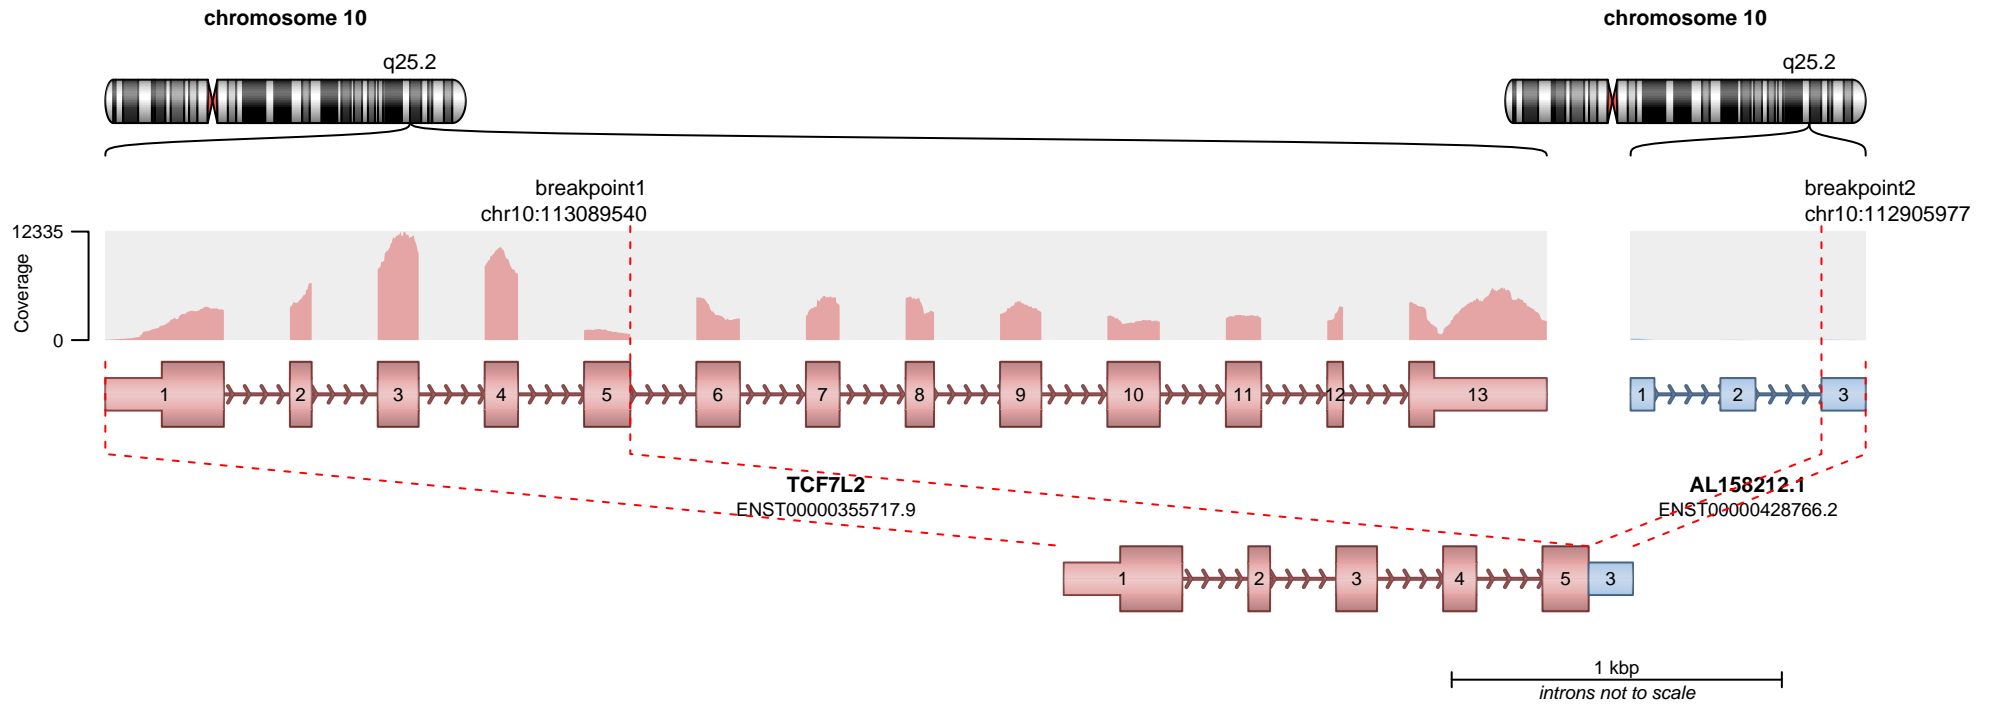 chromosome 10
chromosome 10
q25.2
q25.2
breakpoint1
chr10:113089540
breakpoint2
chr10:112905977
12335
Coverage
0
1 2 3 4 5 6 7 8 9 10 11 12 13
1 2 3
TCF7L2
ENST00000355717.9
AL158212.1
ENST00000428766.2
1 2 3 4 5 3
1 kbp
introns not to scale